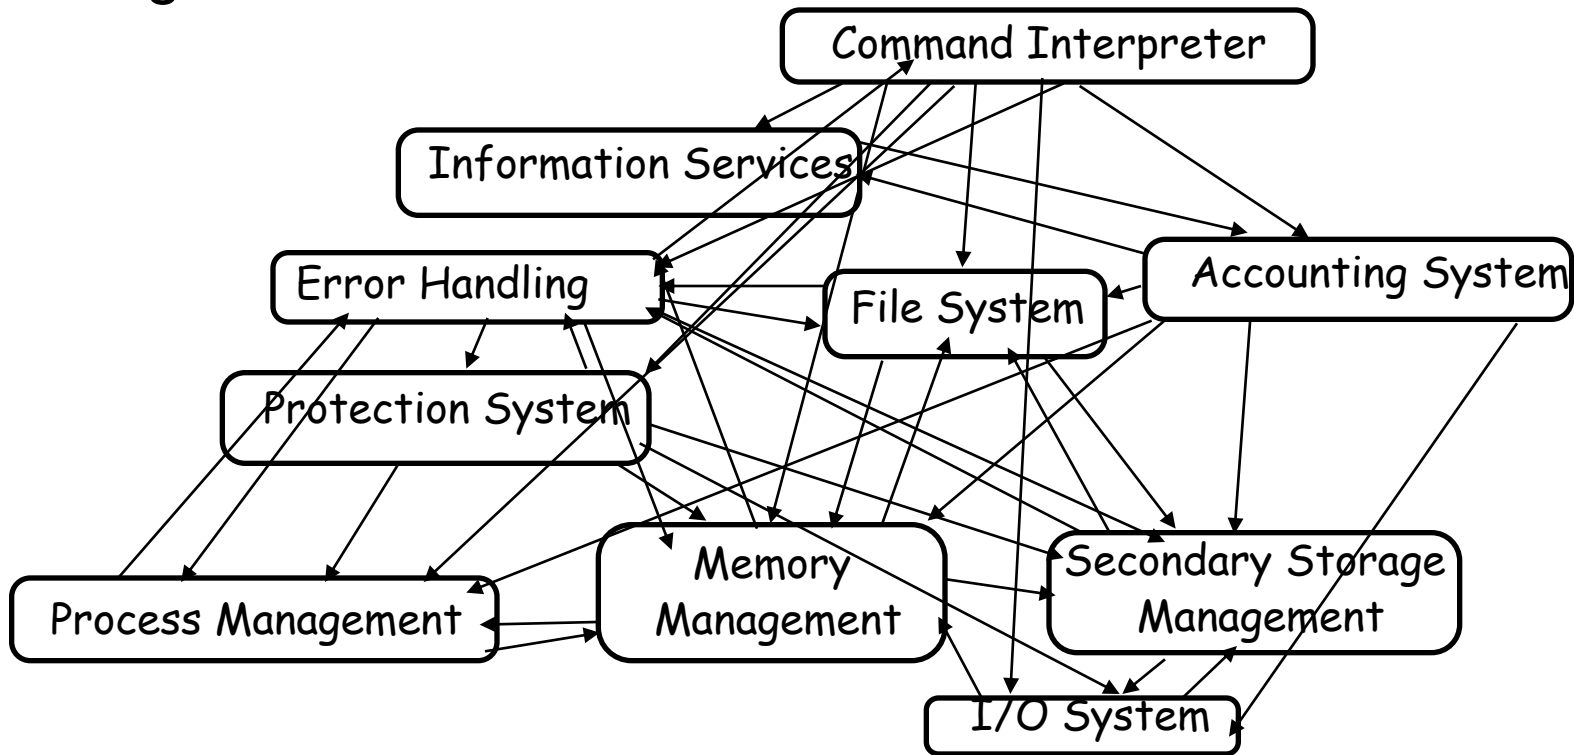 Command Interpreter
Information Services
Error Handling
File System
Accounting System
Protection System
Memory
Management
Secondary Storage
Management
Process Management
I/O System